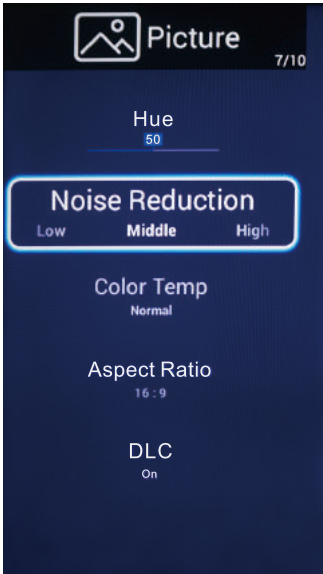 Picture
7/10
Hue
50
Noise Reduction
Low Middle High
Color Temp
Normal
Aspect Ratio
16 : 9
DLC
On